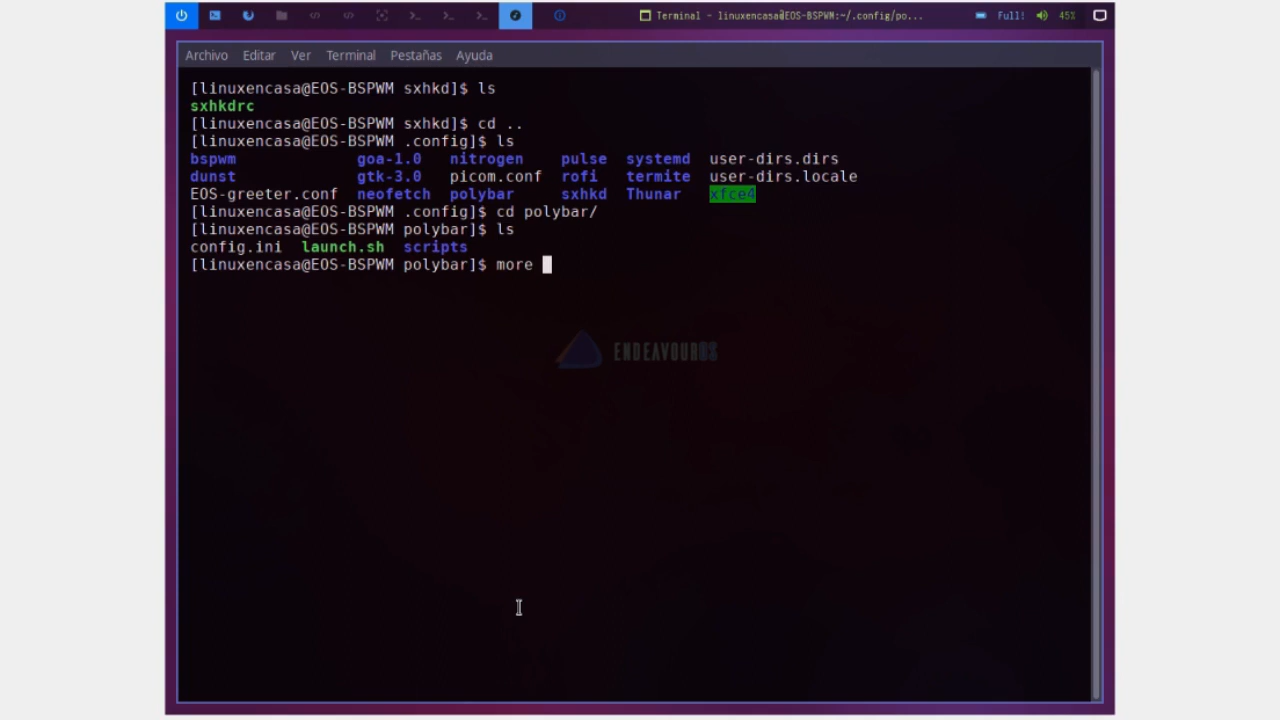 Terminal - linuxencasa@EOS-BSPWM:~/.config/po... Full! 45%
Archivo Editar Ver Terminal Pestañas Ayuda
[linuxencasa@EOS-BSPWM sxhkd]$ ls
sxhkdrc
[linuxencasa@EOS-BSPWM sxhkd]$ cd ..
[linuxencasa@EOS-BSPWM .config]$ ls
bspwm goa-1.0 nitrogen pulse systemd user-dirs.dirs
dunst gtk-3.0 picom.conf rofi termite user-dirs.locale
EOS-greeter.conf neofetch polybar sxhkd Thunar xfce4
[linuxencasa@EOS-BSPWM .config]$ cd polybar/
[linuxencasa@EOS-BSPWM polybar]$ ls
config.ini launch.sh scripts
[linuxencasa@EOS-BSPWM polybar]$ more
ENDEAVOUROS